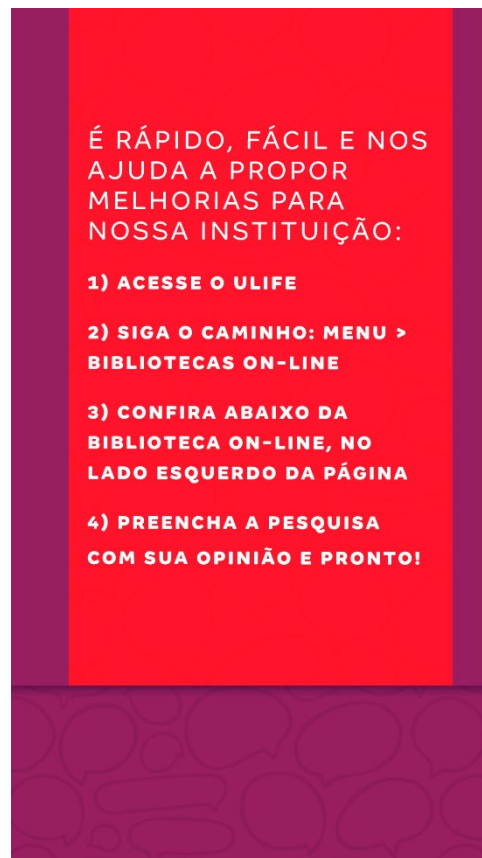 É RÁPIDO, FÁCIL E NOS
AJUDA A PROPOR
MELHORIAS PARA
NOSSA INSTITUIÇÃO:
1) ACESSE O ULIFE
2) SIGA O CAMINHO: MENU >
BIBLIOTECAS ON-LINE
3) CONFIRA ABAIXO DA
BIBLIOTECA ON-LINE, NO
LADO ESQUERDO DA PÁGINA
4) PREENCHA A PESQUISA
COM SUA OPINIÃO E PRONTO!